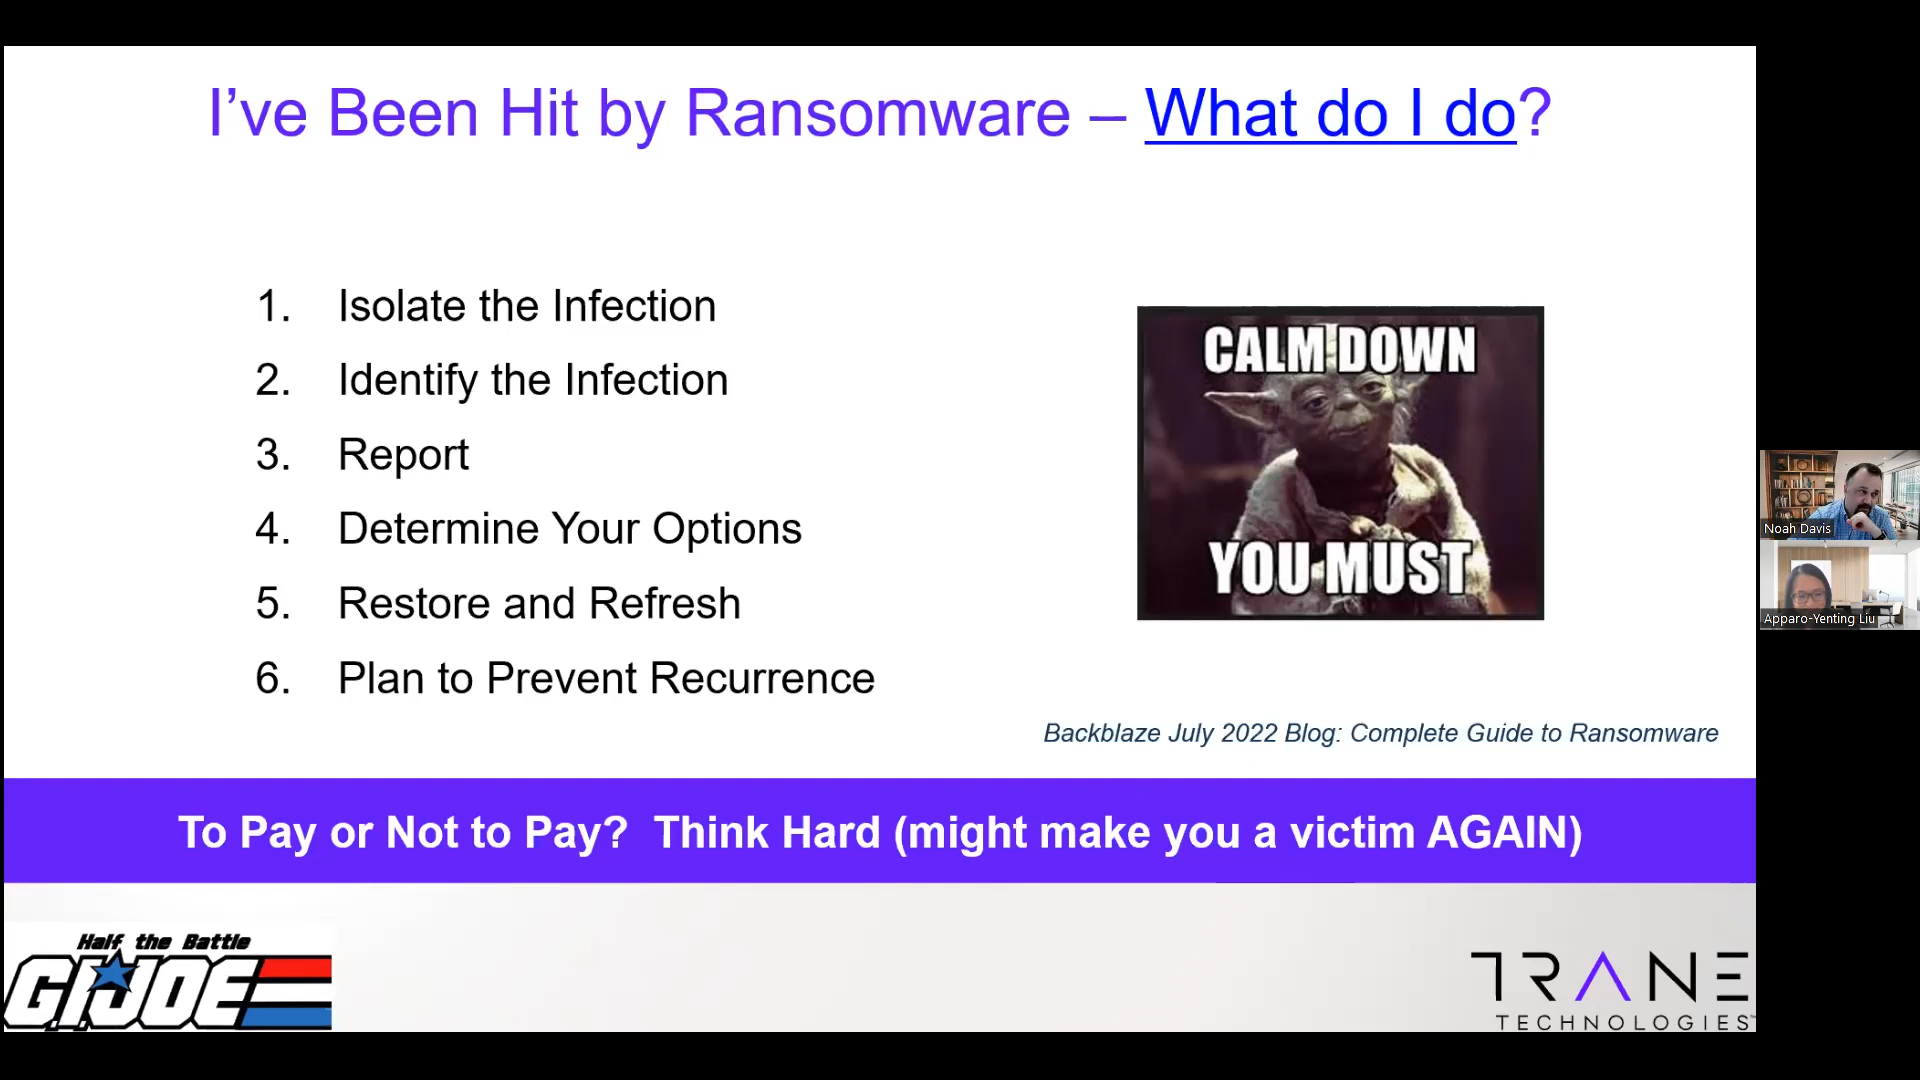 I’ve Been Hit by Ransomware – What do I do?
1. Isolate the Infection
2. Identify the Infection
3. Report
4. Determine Your Options
5. Restore and Refresh
6. Plan to Prevent Recurrence
CALM DOWN
YOU MUST
Backblaze July 2022 Blog: Complete Guide to Ransomware
To Pay or Not to Pay? Think Hard (might make you a victim AGAIN)
Half the Battle
G.I. JOE
TRANE
TECHNOLOGIES
Noah Davis
Apparo-Yenting Liu